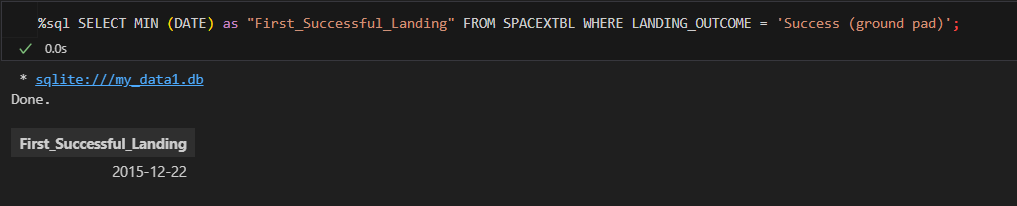 %sql SELECT MIN (DATE) as "First_Successful_Landing" FROM SPACEXTBL WHERE LANDING_OUTCOME = 'Success (ground pad)';
✓ 0.0s
* sqlite:///my_data1.db
Done.
First_Successful_Landing
2015-12-22